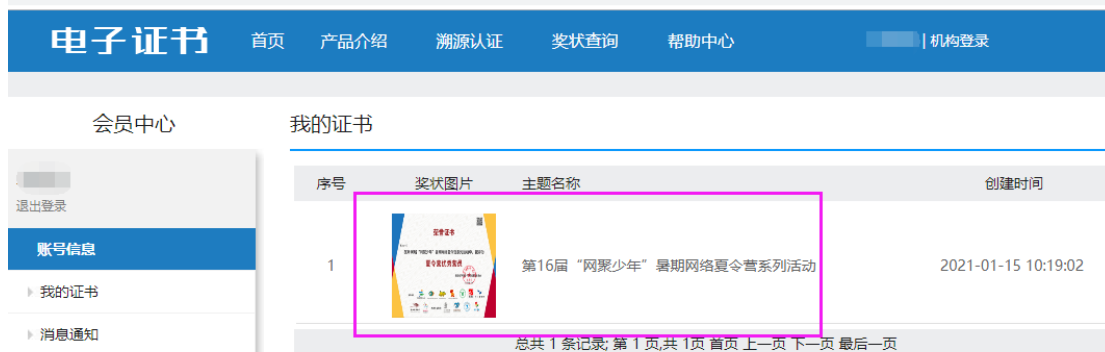 电子证书 首页 产品介绍 溯源认证 奖状查询 帮助中心 | 机构登录
会员中心
我的证书
退出登录
账号信息
我的证书
消息通知
序号 奖状图片 主题名称 创建时间
1 第16届“网聚少年”暑期网络夏令营系列活动 2021-01-15 10:19:02
荣誉证书
总共 1 条记录; 第 1 页,共 1页 首页 上一页 下一页 最后一页